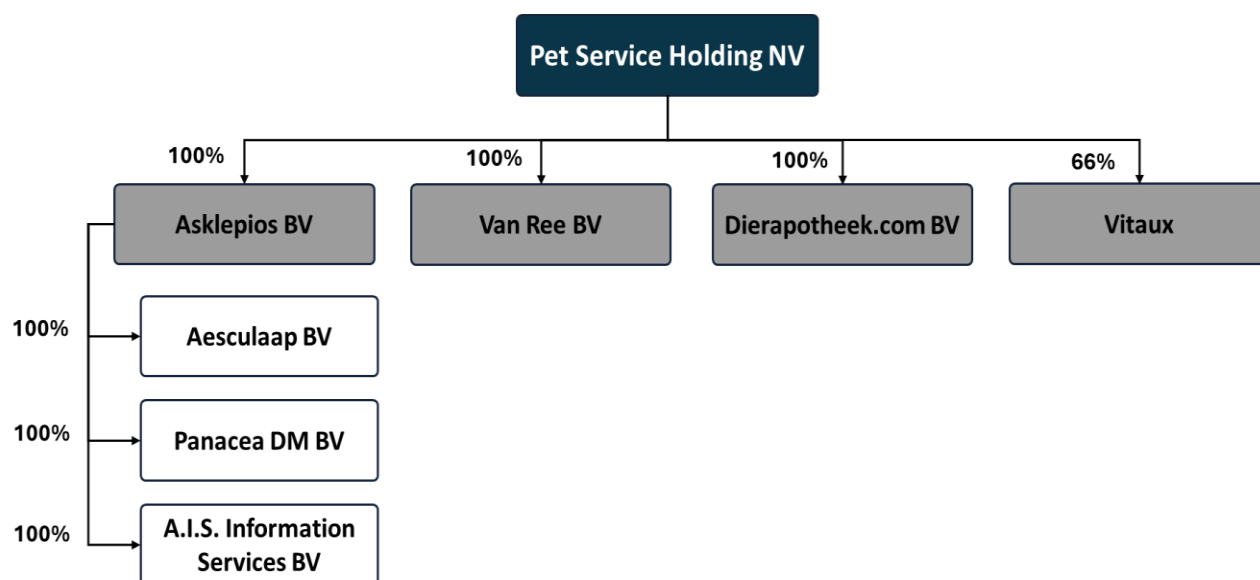 Pet Service Holding NV
100%
100%
100%
66%
Asklepios BV
Van Ree BV
Dierapotheek.com BV
Vitaux
100%
Aesculaap BV
100%
Panacea DM BV
100%
A.I.S. Information
Services BV